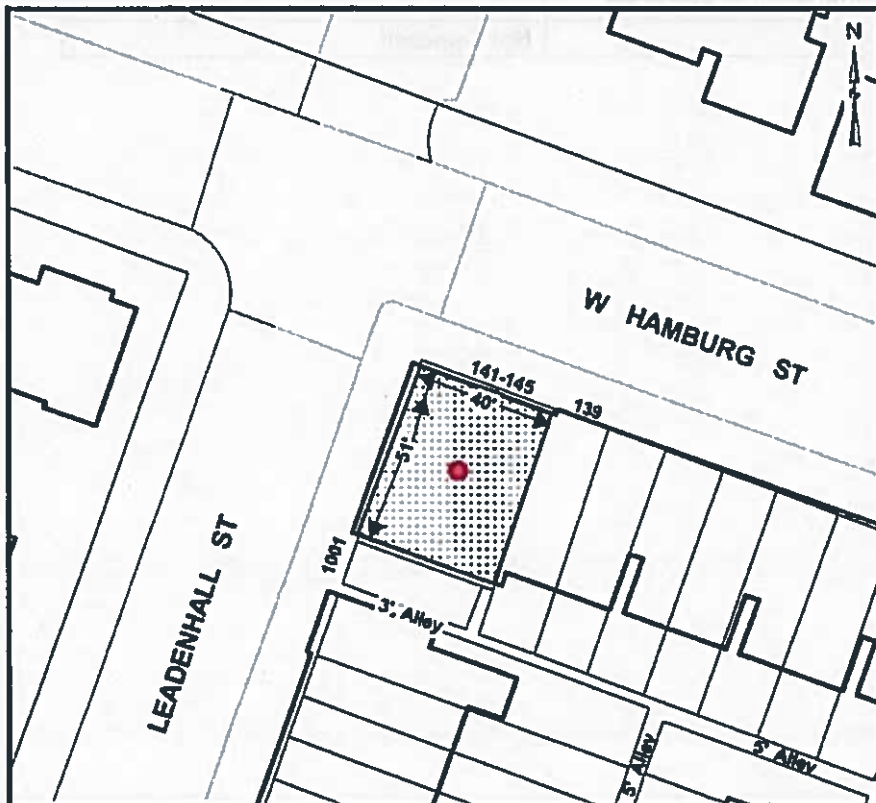 N
W HAMBURG ST
141-145
40'
139
51'
1001
3' Alley
LEADENHALL ST
5' Alley
5' Alley